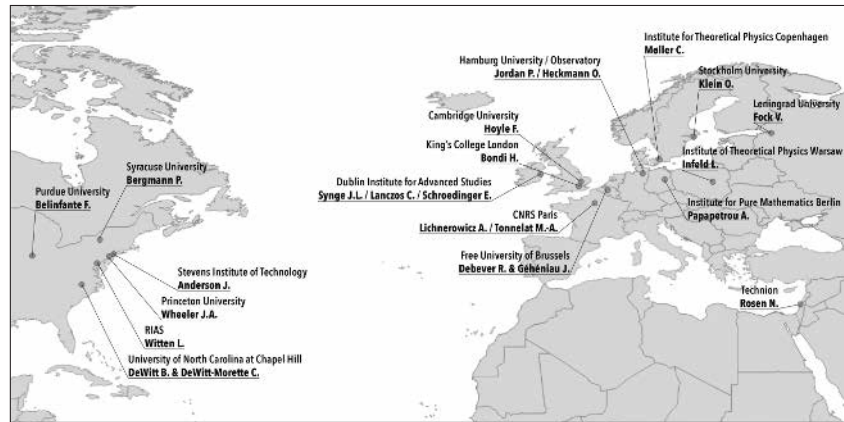 Institute for Theoretical Physics Copenhagen
Møller C.
Hamburg University / Observatory
Jordan P. / Heckmann O.
Stockholm University
Klein O.
Leningrad University
Fock V.
Cambridge University
Hoyle F.
King's College London
Bondi H.
Institute of Theoretical Physics Warsaw
Infeld Ł.
Dublin Institute for Advanced Studies
Synge J.L. / Lanczos C. / Schroedinger E.
Institute for Pure Mathematics Berlin
Papapetrou A.
CNRS Paris
Lichnerowicz A. / Tonnelat M.-A.
Free University of Brussels
Debever R. & Géhéniau J.
Technion
Rosen N.
Syracuse University
Bergmann P.
Purdue University
Belinfante F.
Stevens Institute of Technology
Anderson J.
Princeton University
Wheeler J.A.
RIAS
Witten L.
University of North Carolina at Chapel Hill
DeWitt B. & DeWitt-Morette C.